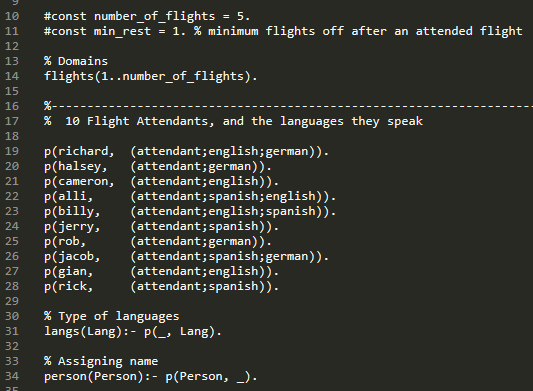 9
10 #const number_of_flights = 5.
11 #const min_rest = 1. % minimum flights off after an attended flight
12
13 % Domains
14 flights(1..number_of_flights).
15
16 %----------------------------------------------------------------
17 %  10 Flight Attendants, and the languages they speak
18
19 p(richard,  (attendant;english;german)).
20 p(halsey,   (attendant;german)).
21 p(cameron,  (attendant;english)).
22 p(alli,     (attendant;spanish;english)).
23 p(billy,    (attendant;english;spanish)).
24 p(jerry,    (attendant;spanish)).
25 p(rob,      (attendant;german)).
26 p(jacob,    (attendant;spanish;german)).
27 p(gian,     (attendant;english)).
28 p(rick,     (attendant;spanish)).
29
30 % Type of languages
31 langs(Lang):- p(_, Lang).
32
33 % Assigning name
34 person(Person):- p(Person, _).
35